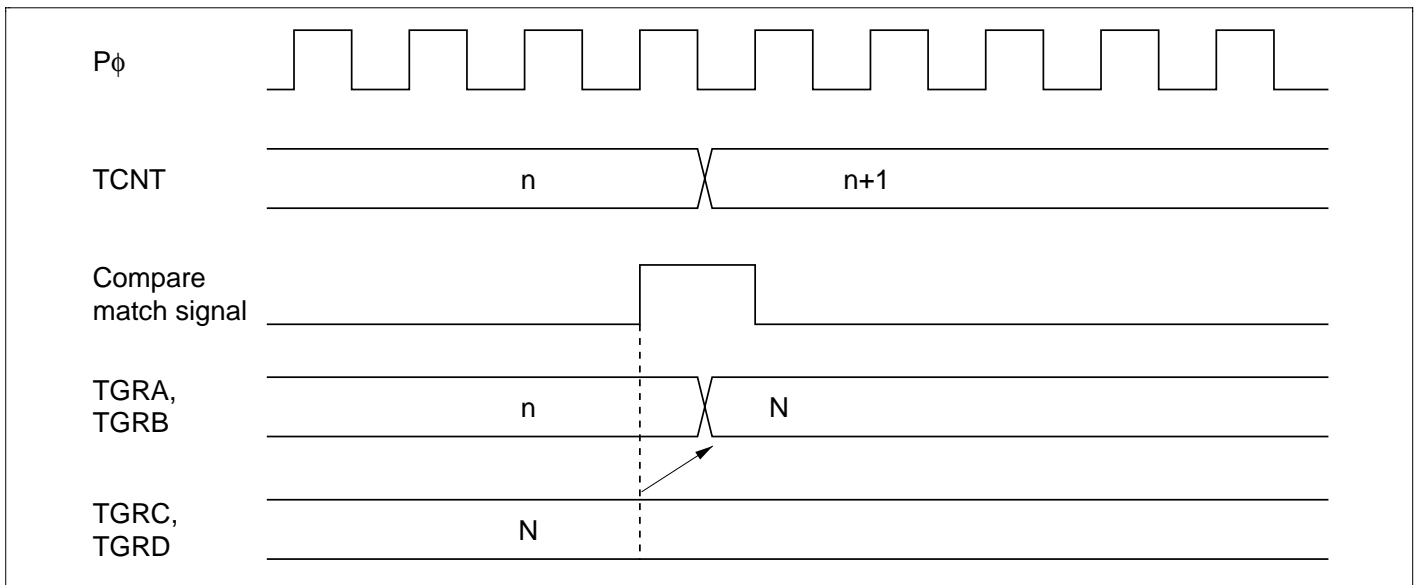 Pϕ
TCNT
n
n+1
Compare
match signal
TGRA,
TGRB
n
N
TGRC,
TGRD
N